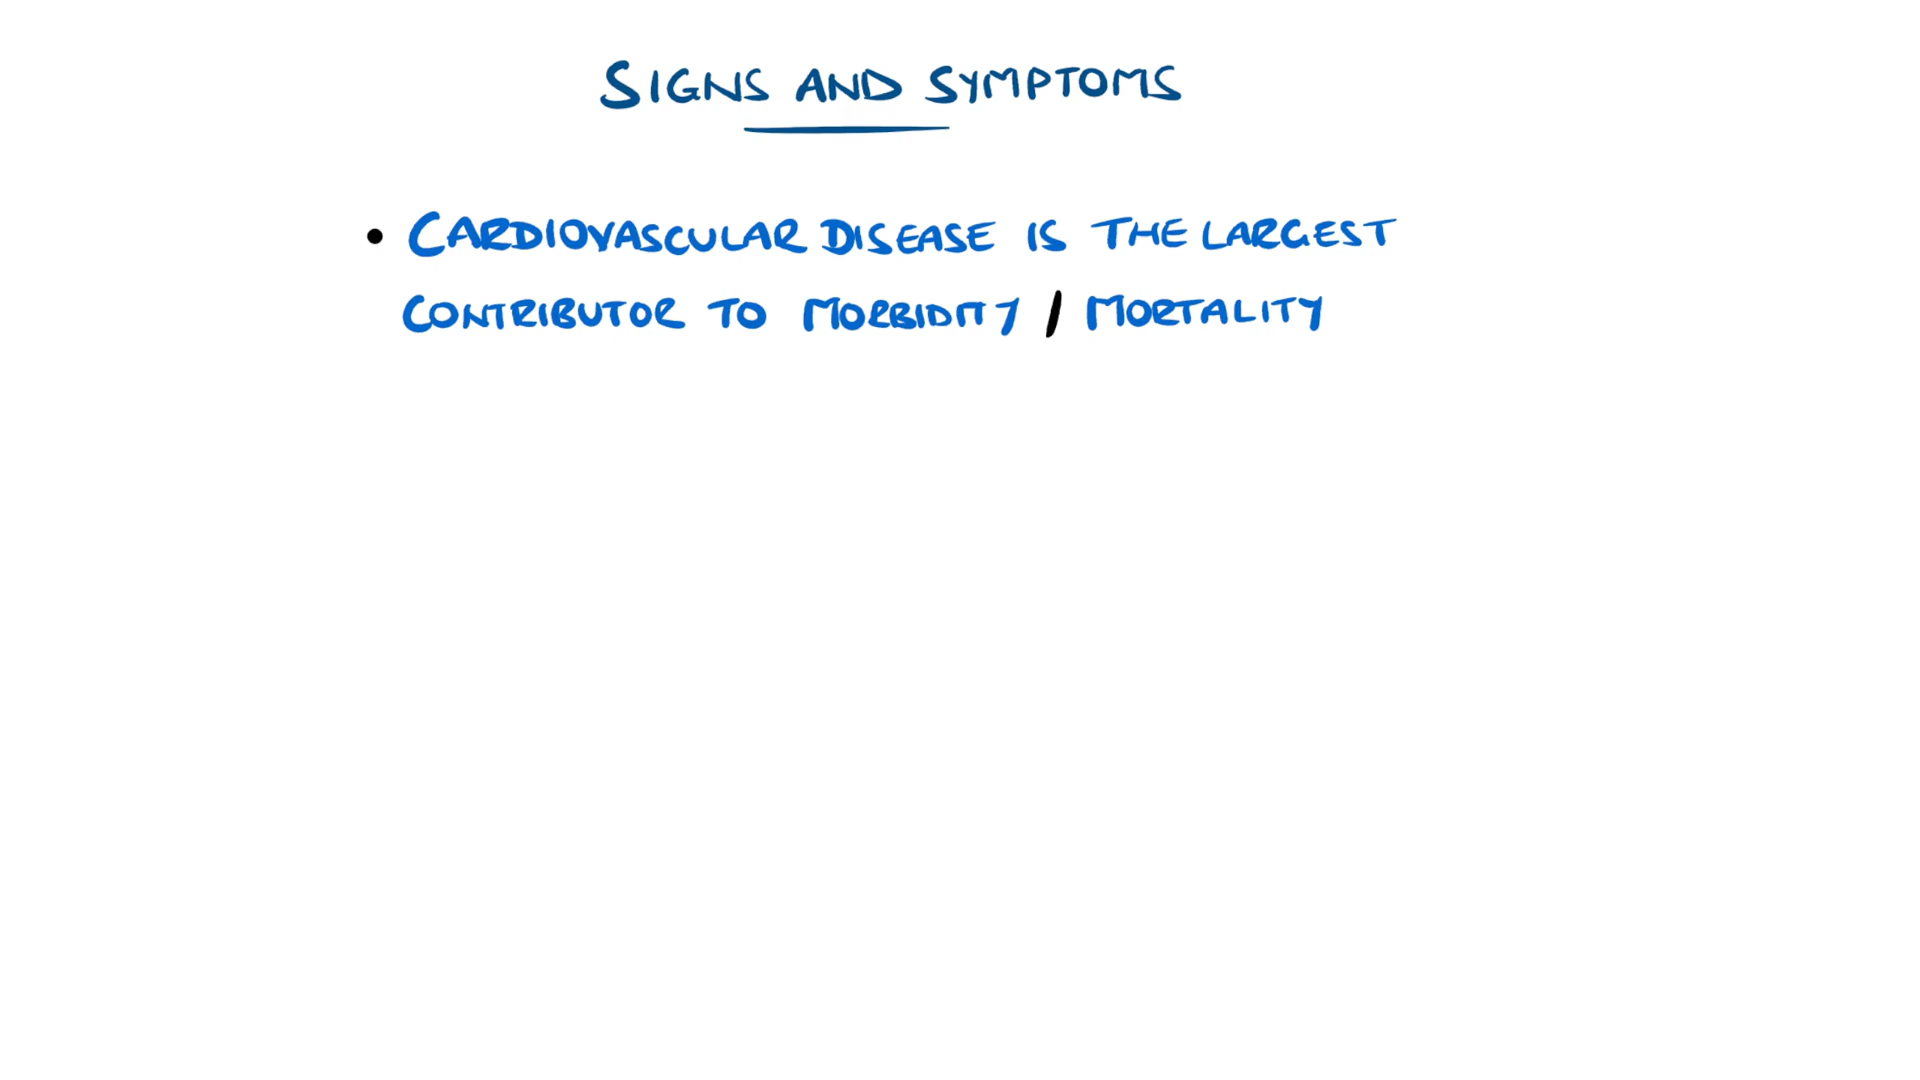 SIGNS AND SYMPTOMS
• CARDIOVASCULAR DISEASE IS THE LARGEST
CONTRIBUTOR TO MORBIDITY / MORTALITY